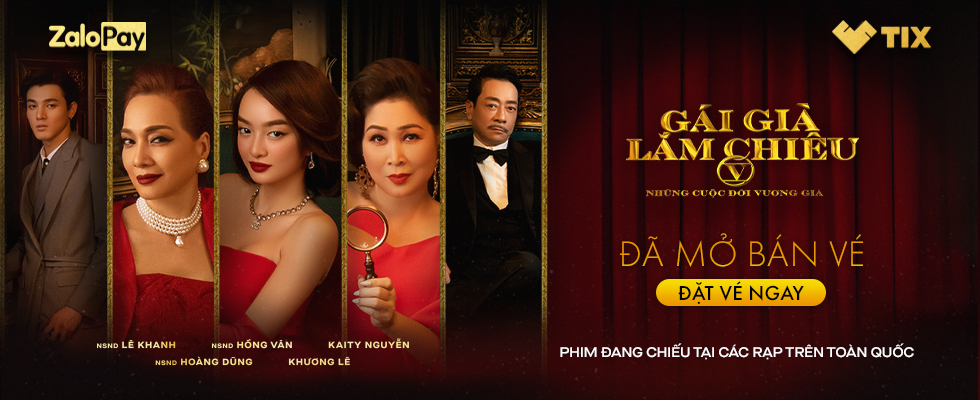 ZaloPay
TIX
GÁI GIÀ
LẮM CHIÊU
V
NHỮNG CUỘC ĐỜI VƯƠNG GIẢ
ĐÃ MỞ BÁN VÉ
ĐẶT VÉ NGAY
NSND LÊ KHANH NSND HỒNG VÂN KAITY NGUYỄN
NSND HOÀNG DŨNG KHƯƠNG LÊ
PHIM ĐANG CHIẾU TẠI CÁC RẠP TRÊN TOÀN QUỐC